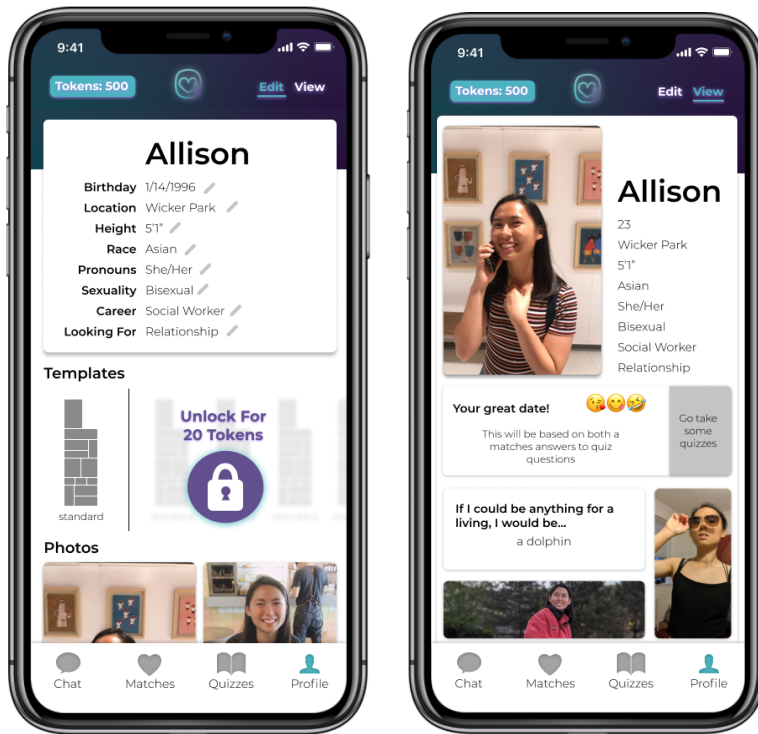 9:41
Tokens: 500
Edit View
Allison
Birthday 1/14/1996
Location Wicker Park
Height 5'1”
Race Asian
Pronouns She/Her
Sexuality Bisexual
Career Social Worker
Looking For Relationship
Templates
Unlock For
20 Tokens
standard
standard
standard
Photos
Chat
Matches
Quizzes
Profile
9:41
Tokens: 500
Edit View
Allison
23
Wicker Park
5'1”
Asian
She/Her
Bisexual
Social Worker
Relationship
Your great date! 😘😋🤣
This will be based on both a
matches answers to quiz
questions
Go take
some
quizzes
If I could be anything for a
living, I would be...
a dolphin
Chat
Matches
Quizzes
Profile